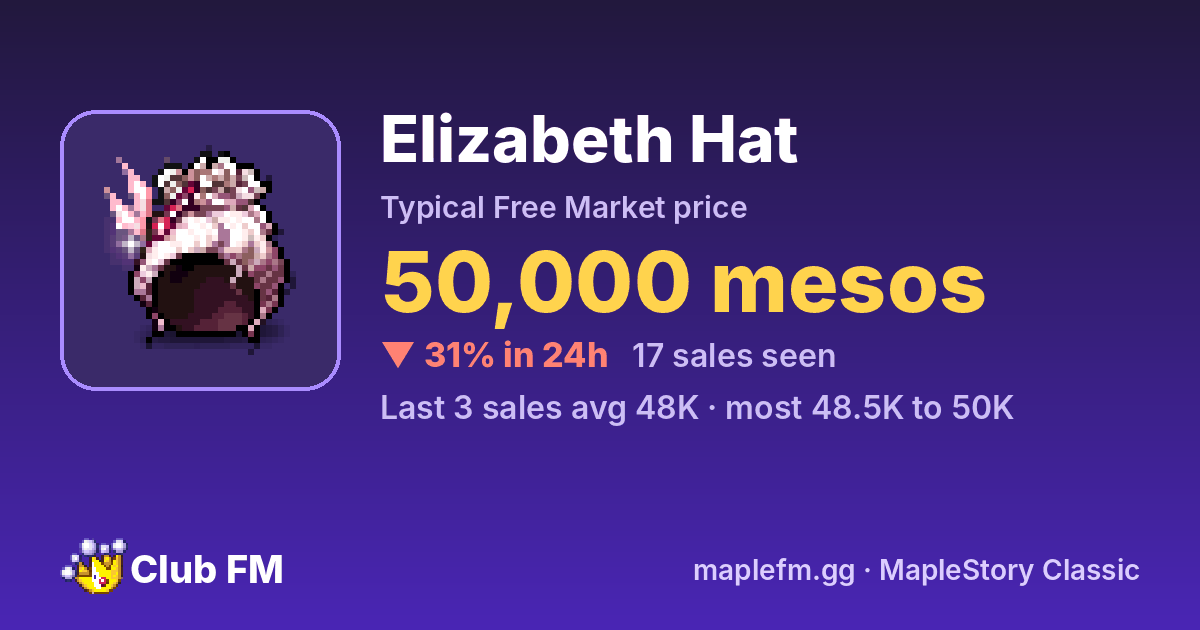 Elizabeth Hat
Typical Free Market price
50,000 mesos
▼ 31% in 24h 17 sales seen
Last 3 sales avg 48K · most 48.5K to 50K
Club FM
maplefm.gg · MapleStory Classic